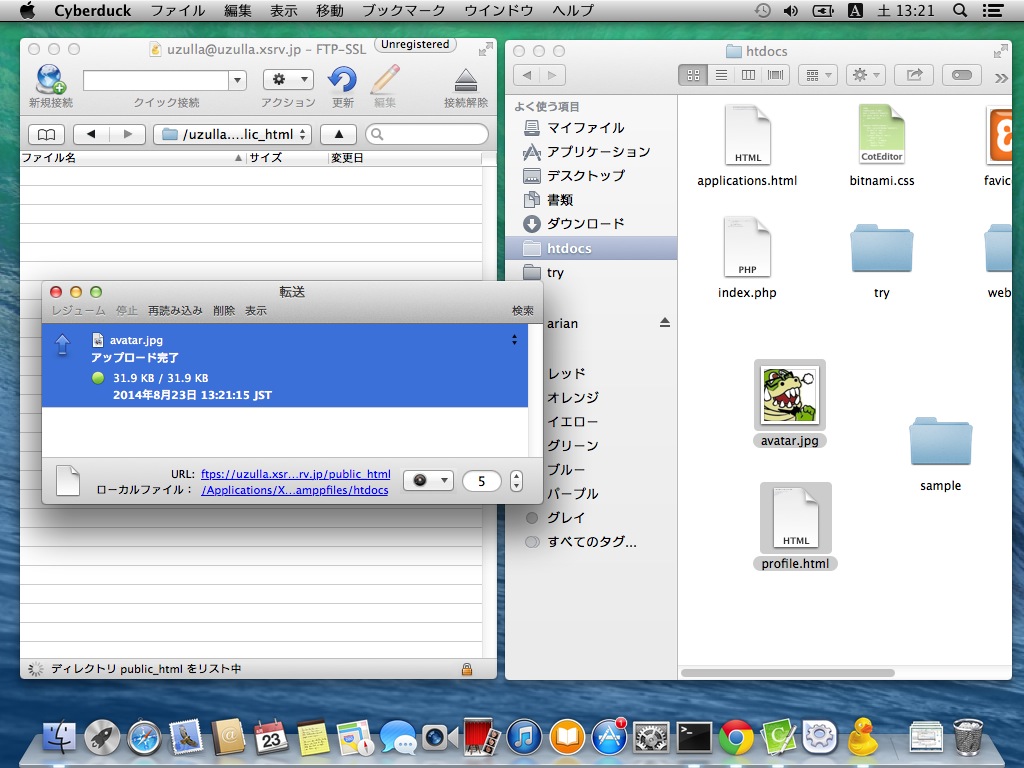 Cyberduck ファイル 編集 表示 移動 ブックマーク ウインドウ ヘルプ A 土 13:21
uzulla@uzulla.xsrv.jp – FTP-SSL Unregistered
新規接続 クイック接続 アクション 更新 編集 接続解除
/uzulla....lic_html
ファイル名 サイズ 変更日
転送
レジューム 停止 再読み込み 削除 表示 検索
avatar.jpg
アップロード完了
31.9 KB / 31.9 KB
2014年8月23日 13:21:15 JST
URL: ftps://uzulla.xsr...rv.jp/public_html
ローカルファイル： /Applications/X...amppfiles/htdocs
5
ディレクトリ public_html をリスト中
htdocs
よく使う項目
マイファイル
アプリケーション
デスクトップ
書類
ダウンロード
htdocs
try
arian
レッド
オレンジ
イエロー
グリーン
ブルー
パープル
グレイ
すべてのタグ...
HTML
applications.html
CotEditor
bitnami.css
favic
PHP
index.php
try
web
avatar.jpg
sample
HTML
profile.html
23
1